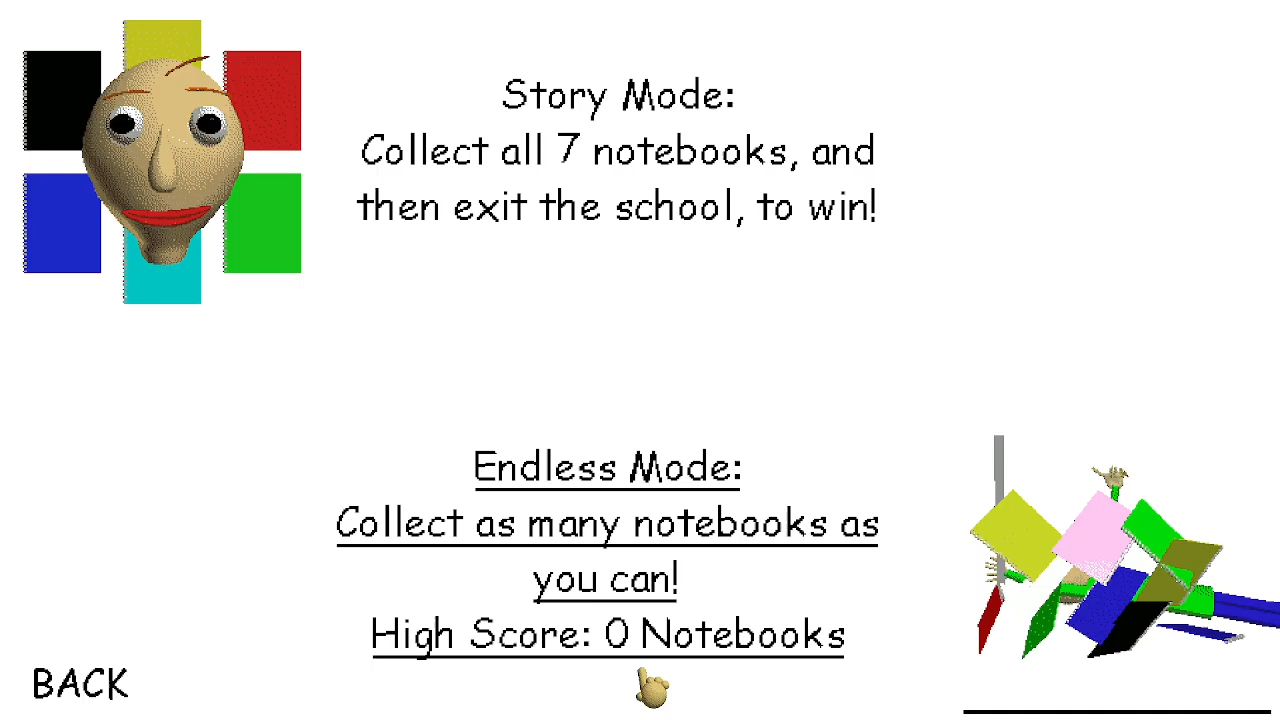 Story Mode:
Collect all 7 notebooks, and
then exit the school, to win!
Endless Mode:
Collect as many notebooks as
you can!
High Score: 0 Notebooks
BACK